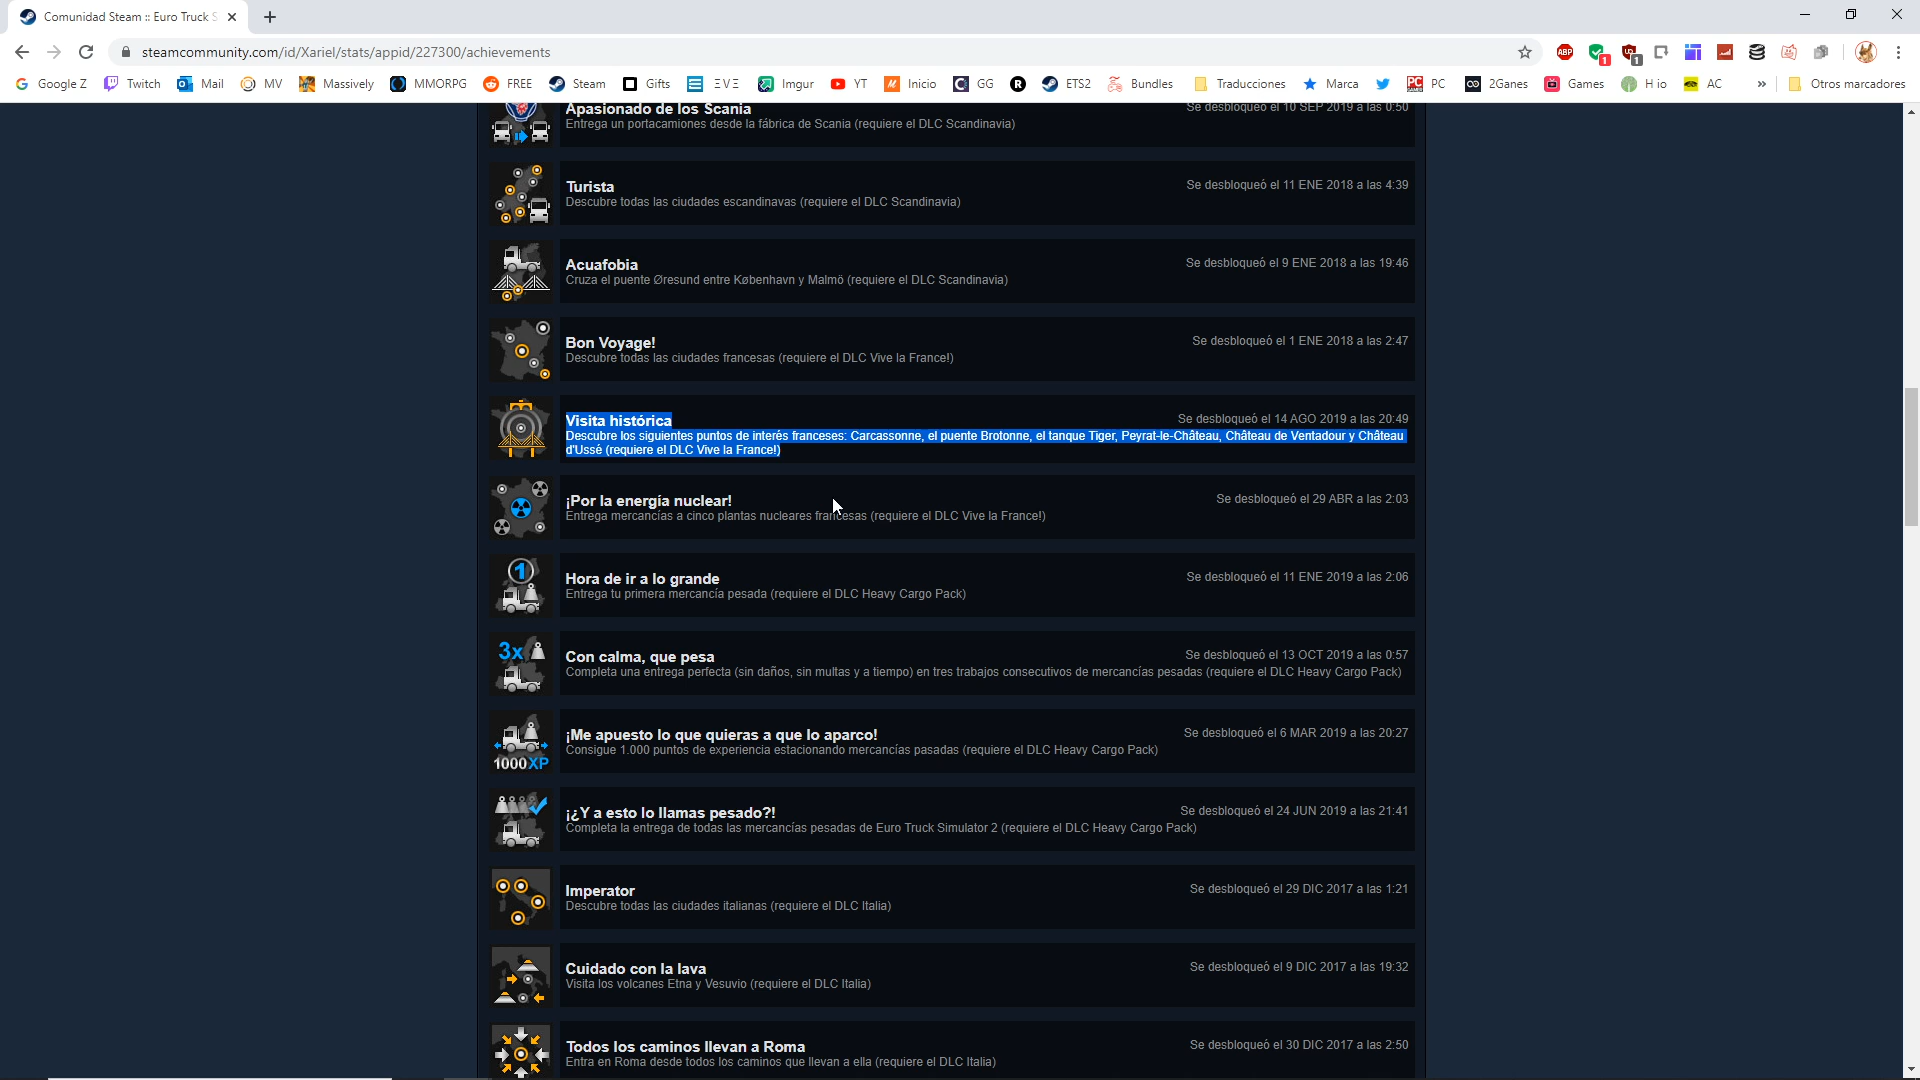 Comunidad Steam :: Euro Truck S
steamcommunity.com/id/Xariel/stats/appid/227300/achievements
ABP
1
1
Google Z
Twitch
Mail
MV
Massively
MMORPG
FREE
Steam
Gifts
EVE
Imgur
YT
Inicio
GG
ETS2
Bundles
Traducciones
Marca
PC
2Ganes
Games
H io
AC
»
Otros marcadores
Apasionado de los Scania
Se desbloqueó el 10 SEP 2019 a las 0:50
Entrega un portacamiones desde la fábrica de Scania (requiere el DLC Scandinavia)
Turista
Se desbloqueó el 11 ENE 2018 a las 4:39
Descubre todas las ciudades escandinavas (requiere el DLC Scandinavia)
Acuafobia
Se desbloqueó el 9 ENE 2018 a las 19:46
Cruza el puente Øresund entre København y Malmö (requiere el DLC Scandinavia)
Bon Voyage!
Se desbloqueó el 1 ENE 2018 a las 2:47
Descubre todas las ciudades francesas (requiere el DLC Vive la France!)
Visita histórica
Se desbloqueó el 14 AGO 2019 a las 20:49
Descubre los siguientes puntos de interés franceses: Carcassonne, el puente Brotonne, el tanque Tiger, Peyrat-le-Château, Château de Ventadour y Château
d'Ussé (requiere el DLC Vive la France!)
¡Por la energía nuclear!
Se desbloqueó el 29 ABR a las 2:03
Entrega mercancías a cinco plantas nucleares francesas (requiere el DLC Vive la France!)
1
Hora de ir a lo grande
Se desbloqueó el 11 ENE 2019 a las 2:06
Entrega tu primera mercancía pesada (requiere el DLC Heavy Cargo Pack)
3x
Con calma, que pesa
Se desbloqueó el 13 OCT 2019 a las 0:57
Completa una entrega perfecta (sin daños, sin multas y a tiempo) en tres trabajos consecutivos de mercancías pesadas (requiere el DLC Heavy Cargo Pack)
1000XP
¡Me apuesto lo que quieras a que lo aparco!
Se desbloqueó el 6 MAR 2019 a las 20:27
Consigue 1.000 puntos de experiencia estacionando mercancías pasadas (requiere el DLC Heavy Cargo Pack)
¡¿Y a esto lo llamas pesado?!
Se desbloqueó el 24 JUN 2019 a las 21:41
Completa la entrega de todas las mercancías pesadas de Euro Truck Simulator 2 (requiere el DLC Heavy Cargo Pack)
Imperator
Se desbloqueó el 29 DIC 2017 a las 1:21
Descubre todas las ciudades italianas (requiere el DLC Italia)
Cuidado con la lava
Se desbloqueó el 9 DIC 2017 a las 19:32
Visita los volcanes Etna y Vesuvio (requiere el DLC Italia)
Todos los caminos llevan a Roma
Se desbloqueó el 30 DIC 2017 a las 2:50
Entra en Roma desde todos los caminos que llevan a ella (requiere el DLC Italia)